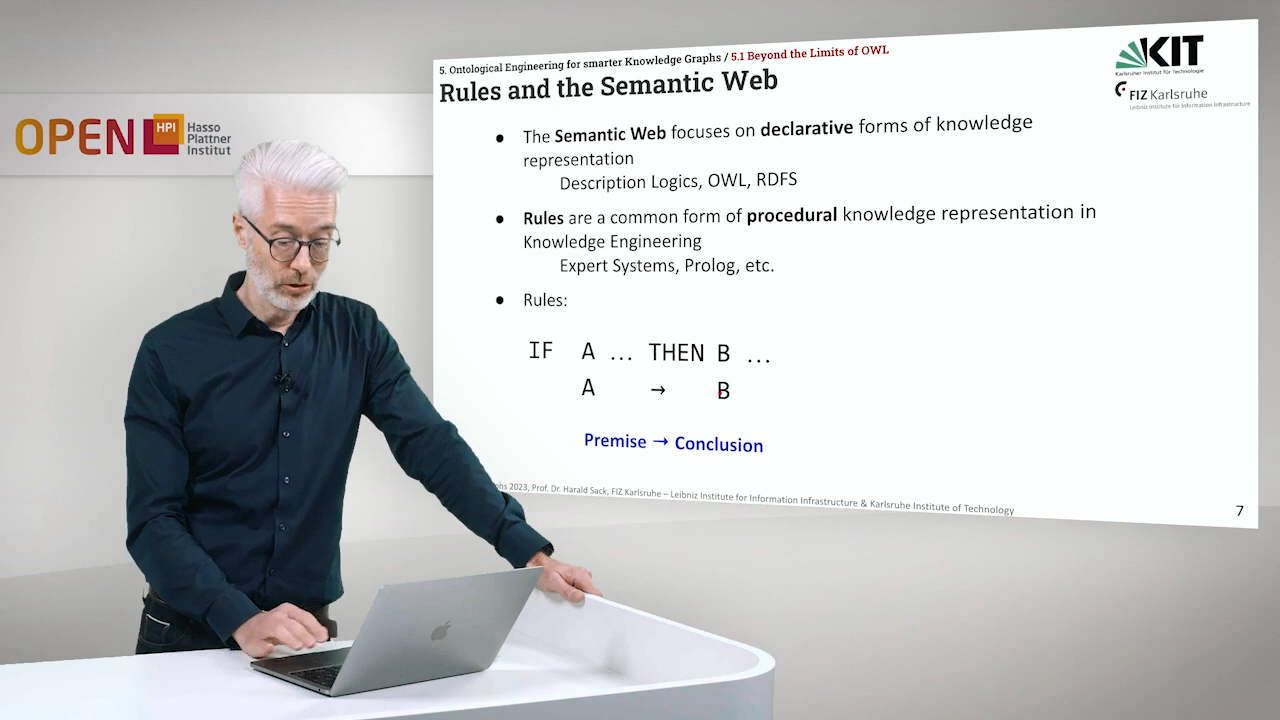 5. Ontological Engineering for smarter Knowledge Graphs / 5.1 Beyond the Limits of OWL
Rules and the Semantic Web
KIT
Karlsruher Institut für Technologie
FIZ Karlsruhe
Leibniz Institute for Information Infrastructure
OPEN HPI Hasso
Plattner
Institut
● The Semantic Web focuses on declarative forms of knowledge
representation
Description Logics, OWL, RDFS
● Rules are a common form of procedural knowledge representation in
Knowledge Engineering
Expert Systems, Prolog, etc.
● Rules:
IF A ... THEN B ...
A → B
Premise → Conclusion
2023, Prof. Dr. Harald Sack, FIZ Karlsruhe – Leibniz Institute for Information Infrastructure & Karlsruhe Institute of Technology
7